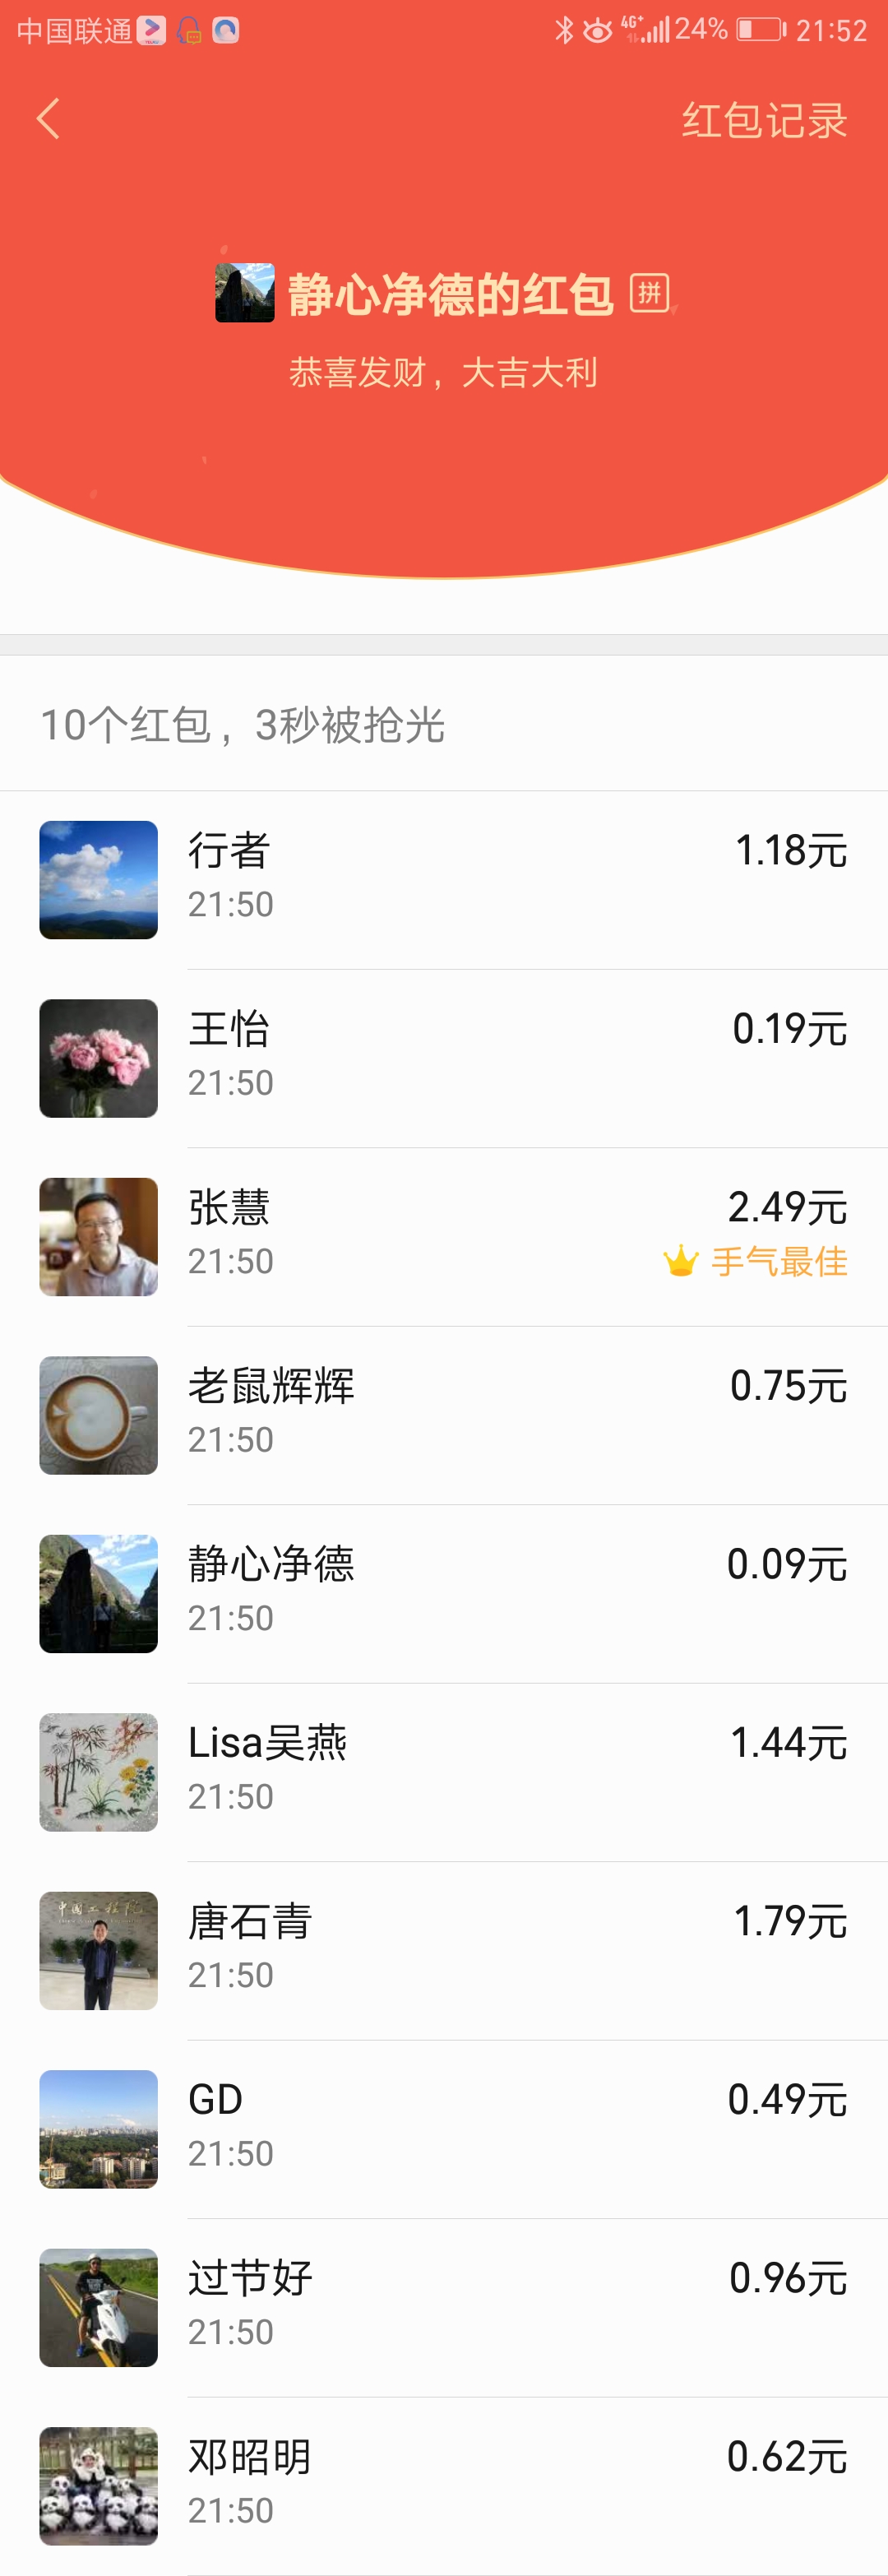 中国联通 4G+ 24% 21:52
红包记录
静心净德的红包 拼
恭喜发财，大吉大利
10个红包，3秒被抢光
行者 1.18元
21:50
王怡 0.19元
21:50
张慧 2.49元
21:50 手气最佳
老鼠辉辉 0.75元
21:50
静心净德 0.09元
21:50
Lisa吴燕 1.44元
21:50
中国工程院
唐石青 1.79元
21:50
GD 0.49元
21:50
过节好 0.96元
21:50
邓昭明 0.62元
21:50